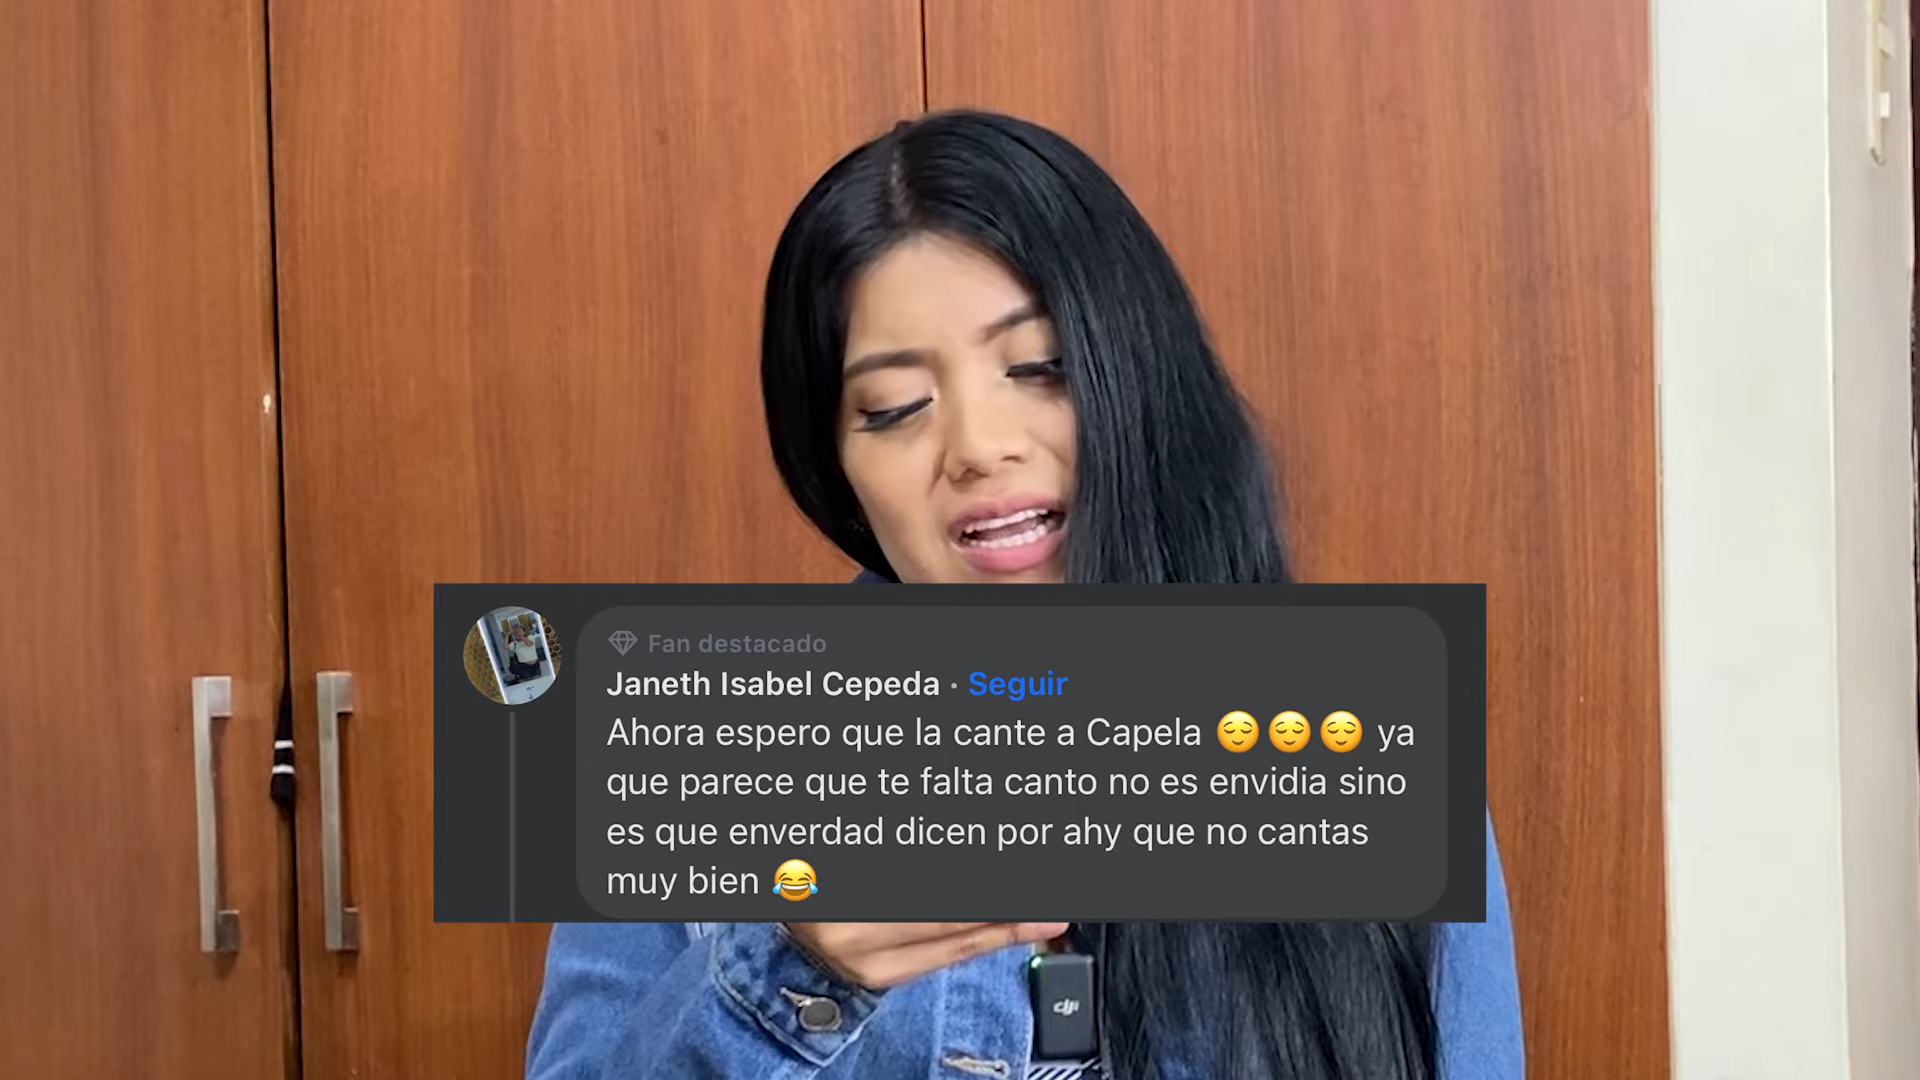 Fan destacado
Janeth Isabel Cepeda · Seguir
Ahora espero que la cante a Capela 😌😌😌 ya
que parece que te falta canto no es envidia sino
es que enverdad dicen por ahy que no cantas
muy bien 😂
dji